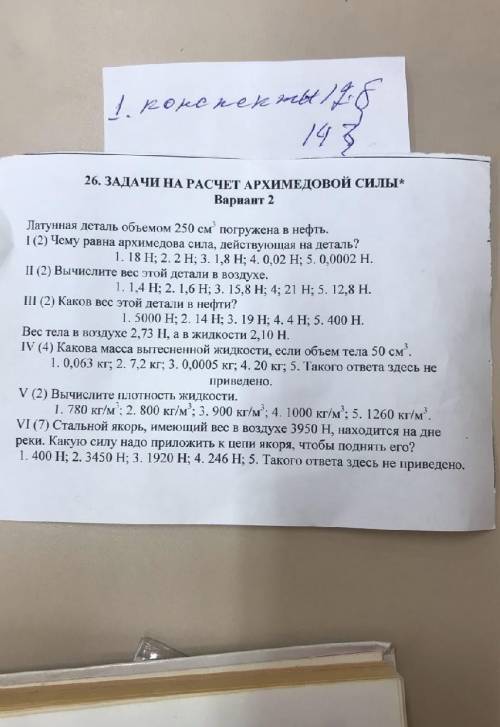 1. конспекты 12.б
14 з
26. ЗАДАЧИ НА РАСЧЕТ АРХИМЕДОВОЙ СИЛЫ*
Вариант 2
Латунная деталь объемом 250 см³ погружена в нефть.
I (2) Чему равна архимедова сила, действующая на деталь?
1. 18 Н; 2. 2 Н; 3. 1,8 Н; 4. 0,02 Н; 5. 0,0002 Н.
II (2) Вычислите вес этой детали в воздухе.
1. 1,4 Н; 2. 1,6 Н; 3. 15,8 Н; 4; 21 Н; 5. 12,8 Н.
III (2) Каков вес этой детали в нефти?
1. 5000 Н; 2. 14 Н; 3. 19 Н; 4. 4 Н; 5. 400 Н.
Вес тела в воздухе 2,73 Н, а в жидкости 2,10 Н.
IV (4) Какова масса вытесненной жидкости, если объем тела 50 см³.
1. 0,063 кг; 2. 7,2 кг; 3. 0,0005 кг; 4. 20 кг; 5. Такого ответа здесь не
приведено.
V (2) Вычислите плотность жидкости.
1. 780 кг/м³; 2. 800 кг/м³; 3. 900 кг/м³; 4. 1000 кг/м³; 5. 1260 кг/м³.
VI (7) Стальной якорь, имеющий вес в воздухе 3950 Н, находится на дне
реки. Какую силу надо приложить к цепи якоря, чтобы поднять его?
1. 400 Н; 2. 3450 Н; 3. 1920 Н; 4. 246 Н; 5. Такого ответа здесь не приведено.